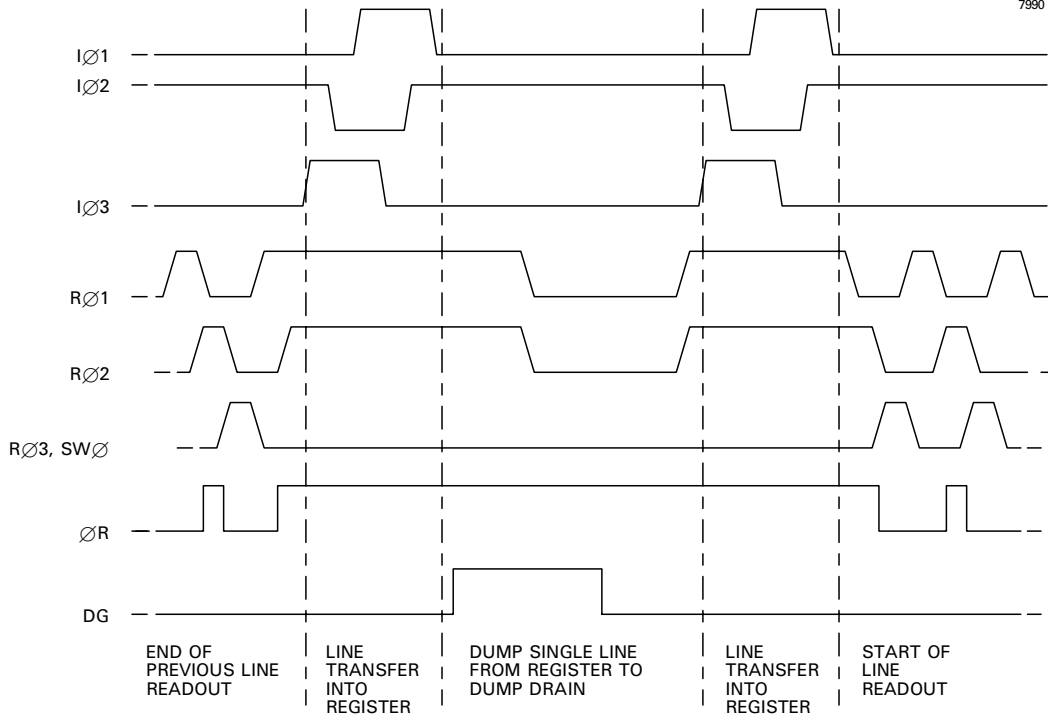 7990
IØ1
IØ2
IØ3
RØ1
RØ2
RØ3, SWØ
ØR
DG
END OF
PREVIOUS LINE
READOUT
LINE
TRANSFER
INTO
REGISTER
DUMP SINGLE LINE
FROM REGISTER TO
DUMP DRAIN
LINE
TRANSFER
INTO
REGISTER
START OF
LINE
READOUT